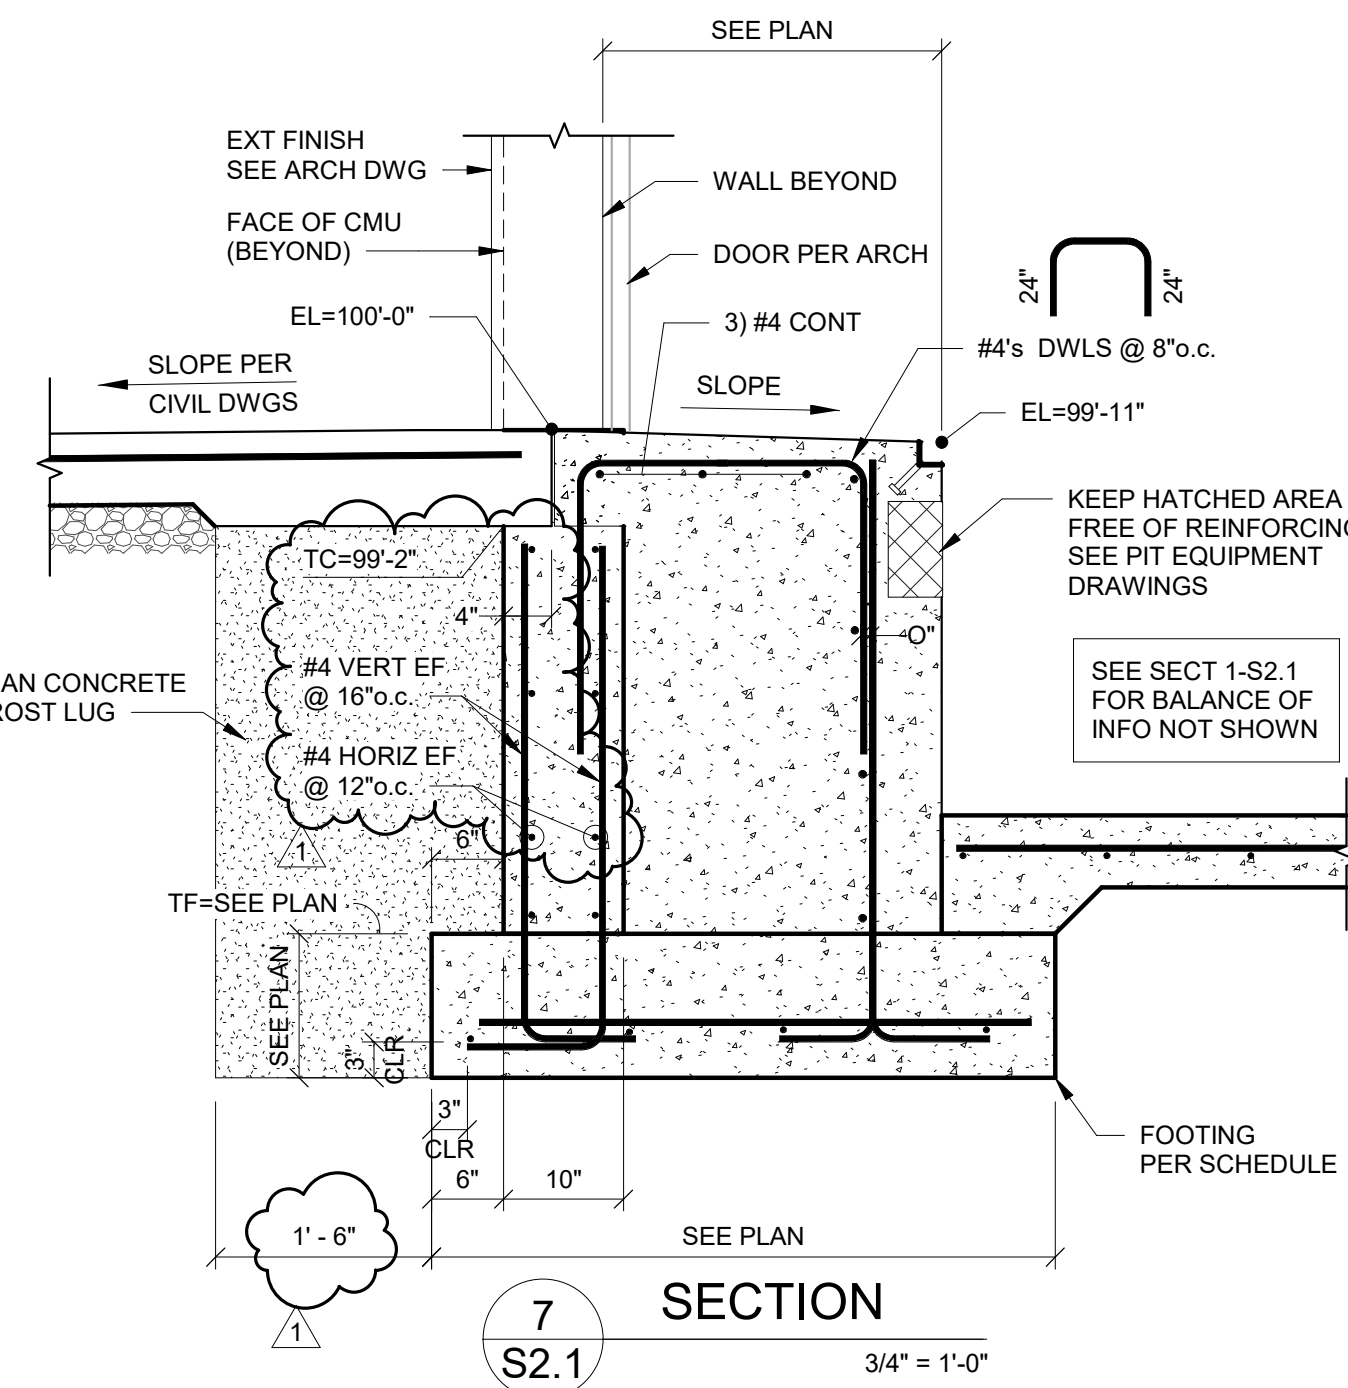 SEE PLAN
EXT FINISH
SEE ARCH DWG
FACE OF CMU
(BEYOND)
WALL BEYOND
DOOR PER ARCH
24"
24"
EL=100'-0"
3) #4 CONT
#4's DWLS @ 8"o.c.
SLOPE PER
CIVIL DWGS
SLOPE
EL=99'-11"
KEEP HATCHED AREA
FREE OF REINFORCING
SEE PIT EQUIPMENT
DRAWINGS
TC=99'-2"
4"
O"
#4 VERT EF
@ 16"o.c.
AN CONCRETE
ROST LUG
SEE SECT 1-S2.1
FOR BALANCE OF
INFO NOT SHOWN
#4 HORIZ EF
@ 12"o.c.
6"
1
TF=SEE PLAN
SEE PLAN
3"
CLR
3"
CLR
6"
10"
FOOTING
PER SCHEDULE
1' - 6"
SEE PLAN
1
7
S2.1
SECTION
3/4" = 1'-0"